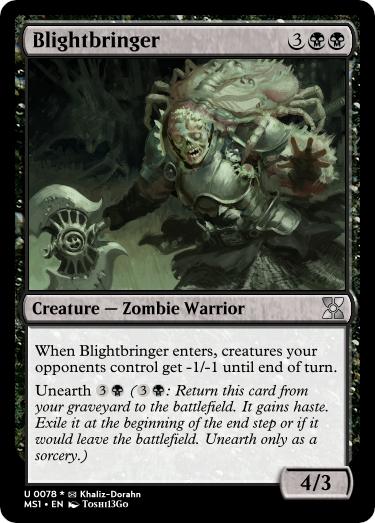 Blightbringer 3
Creature — Zombie Warrior
When Blightbringer enters, creatures your
opponents control get -1/-1 until end of turn.
Unearth 3 (3: Return this card from
your graveyard to the battlefield. It gains haste.
Exile it at the beginning of the end step or if it
would leave the battlefield. Unearth only as a
sorcery.)
4/3
U 0078 * Khaliz-Dorahn
MS1 • EN Toshi13Go